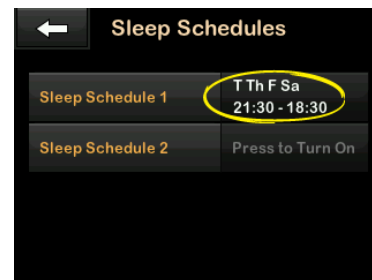 Sleep Schedules
Sleep Schedule 1
T Th F Sa
21:30 - 18:30
Sleep Schedule 2
Press to Turn On